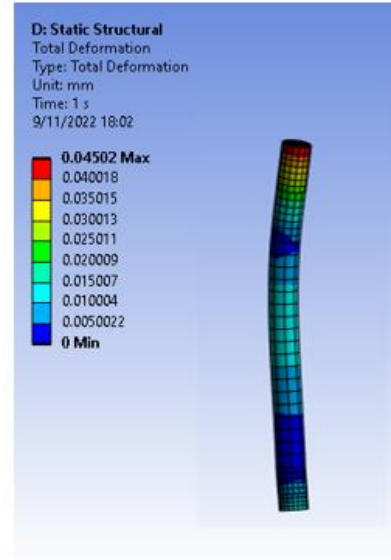 D: Static Structural
Total Deformation
Type: Total Deformation
Unit: mm
Time: 1 s
9/11/2022 18:02
0.04502 Max
0.040018
0.035015
0.030013
0.025011
0.020009
0.015007
0.010004
0.0050022
0 Min